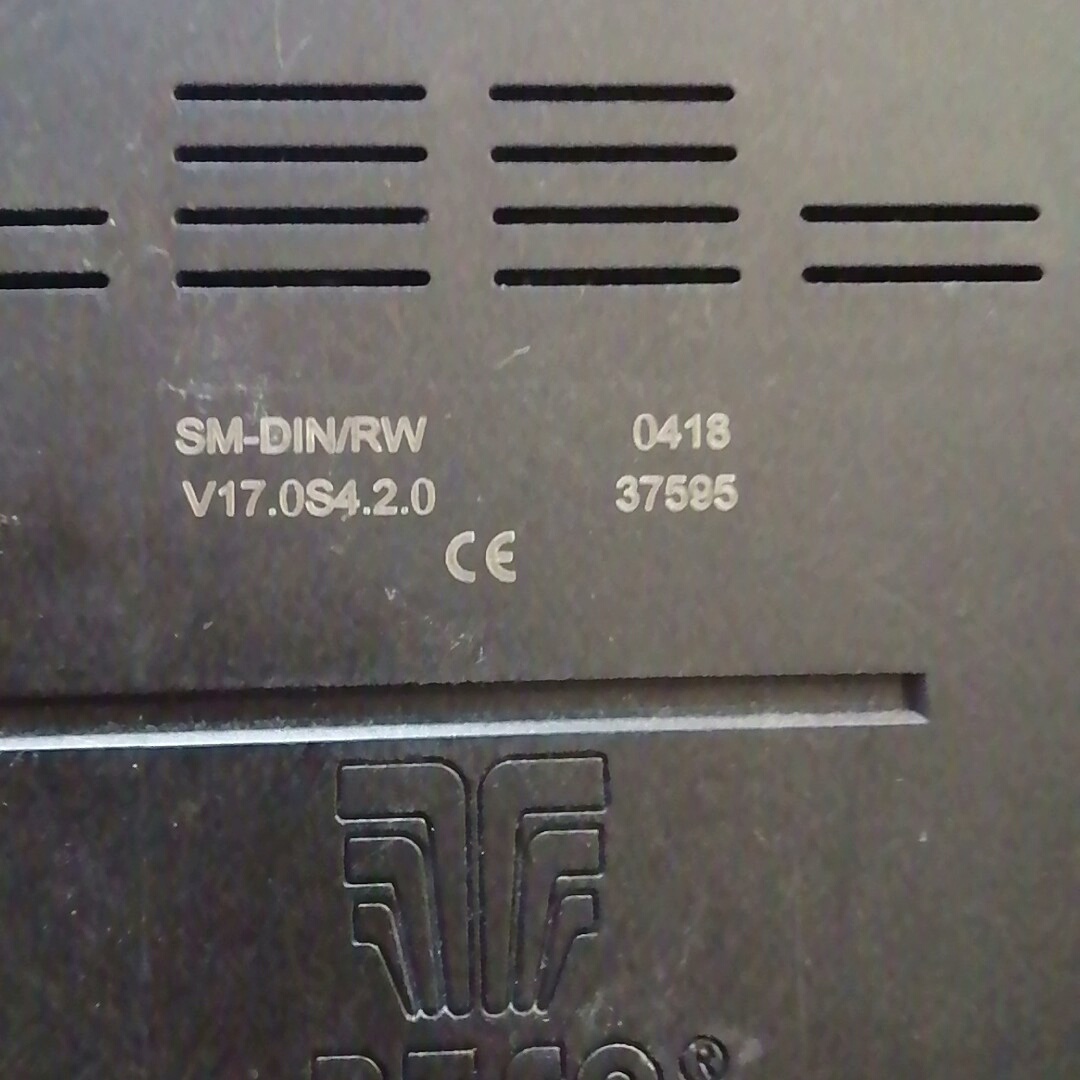 SM-DIN/RW 0418
V17.0S4.2.0 37595
CE